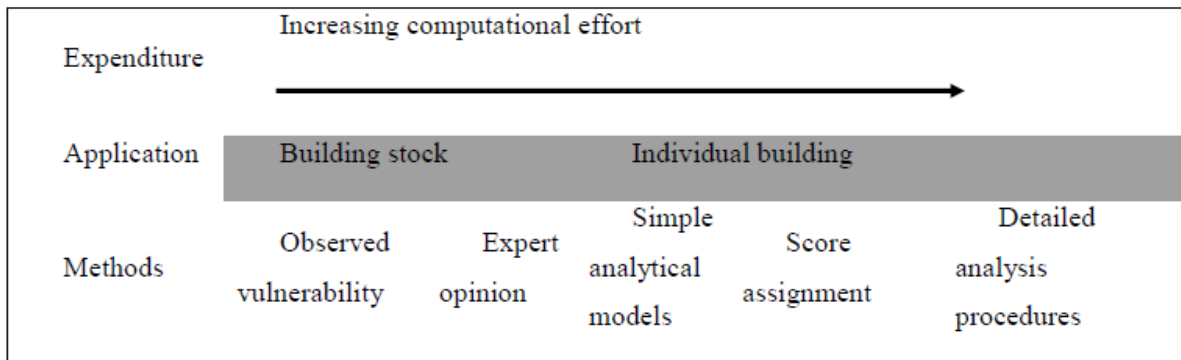 Increasing computational effort
Expenditure
Application
Building stock
Individual building
Methods
Observed
vulnerability
Expert
opinion
Simple
analytical
models
Score
assignment
Detailed
analysis
procedures